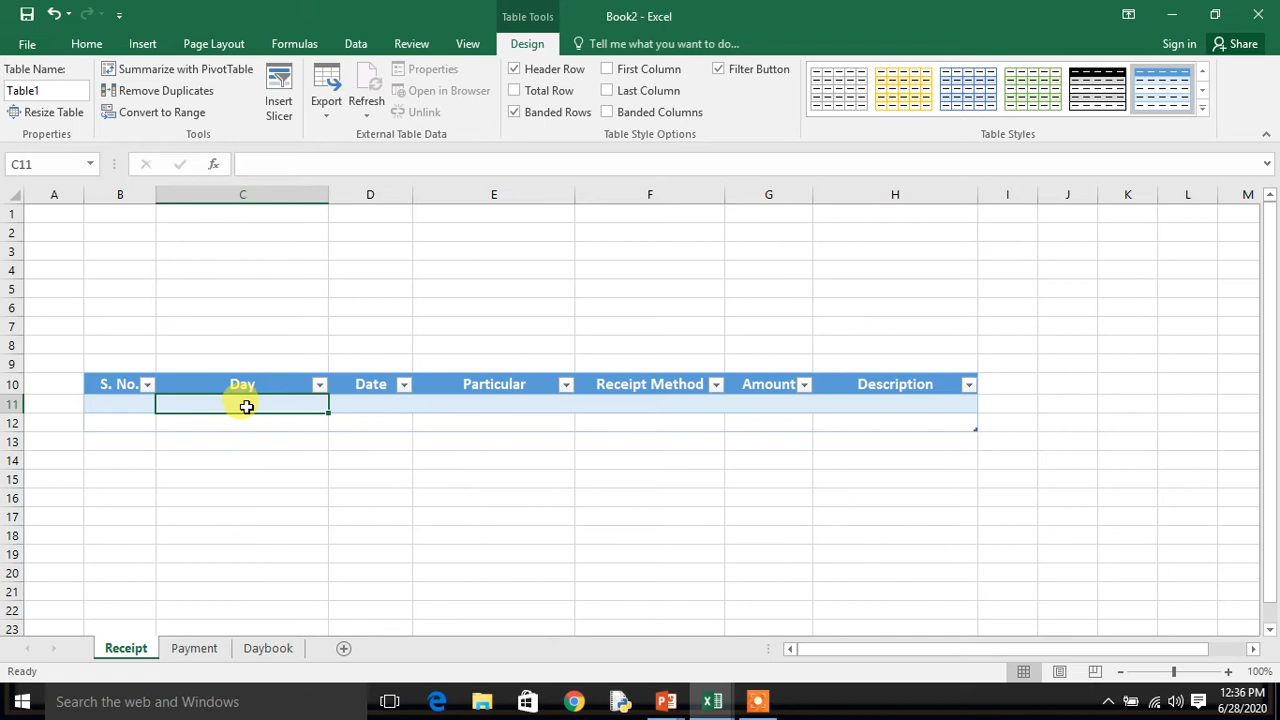 Table Tools
Book2 - Excel
File
Home
Insert
Page Layout
Formulas
Data
Review
View
Design
Tell me what you want to do...
Sign in
Share
Table Name:
Table1
Resize Table
Properties
Summarize with PivotTable
Remove Duplicates
Convert to Range
Tools
Insert
Slicer
Export
Refresh
Properties
Open in Browser
Unlink
External Table Data
Header Row
Total Row
Banded Rows
First Column
Last Column
Banded Columns
Filter Button
Table Style Options
Table Styles
C11
fx
A B C D E F G H I J K L M
1
2
3
4
5
6
7
8
9
10 S. No. Day Date Particular Receipt Method Amount Description
11
12
13
14
15
16
17
18
19
20
21
22
23
Receipt
Payment
Daybook
Ready
100%
Search the web and Windows
12:36 PM
6/28/2020